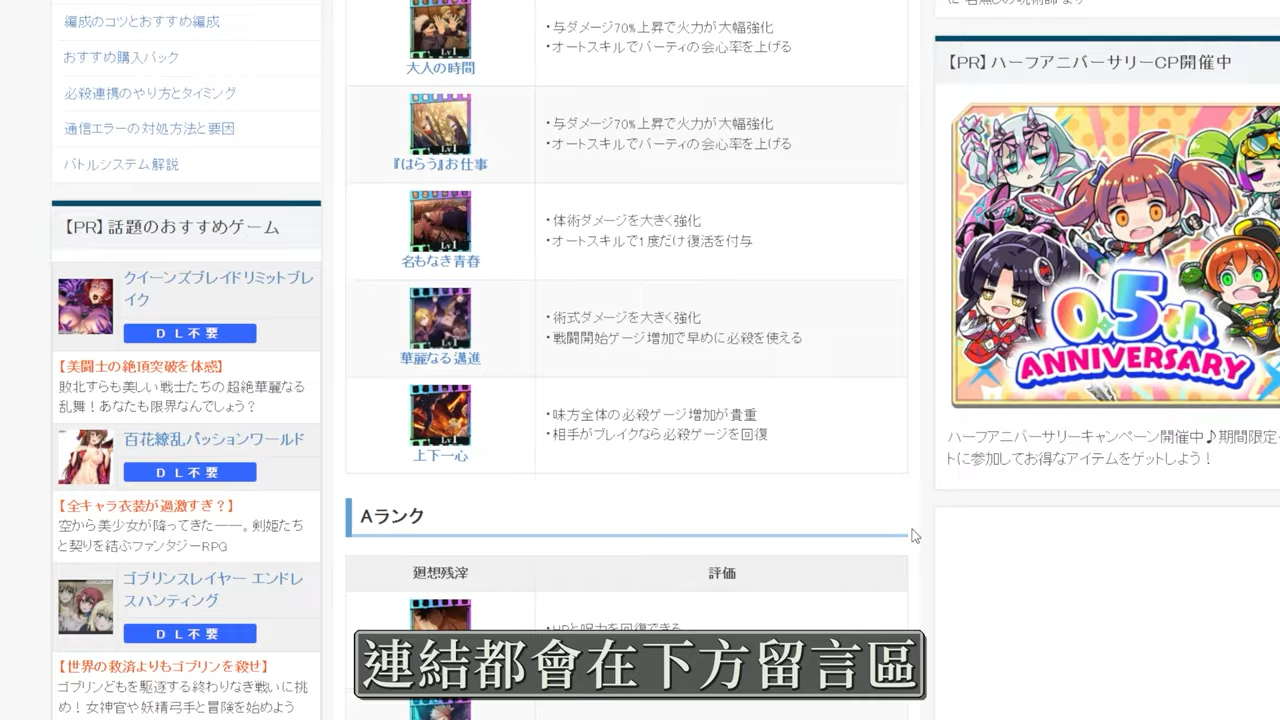 編成のコツとおすすめ編成
おすすめ購入パック
必殺連携のやり方とタイミング
通信エラーの対処方法と要因
バトルシステム解説
【PR】話題のおすすめゲーム
クイーンズブレイドリミットブレ
イク
DL不要
【美闘士の絶頂突破を体感】
敗北すらも美しい戦士たちの超絶華麗なる
乱舞！あなたも限界なんでしょう？
百花繚乱パッションワールド
DL不要
【全キャラ衣装が過激すぎ？】
空から美少女が降ってきた――。剣姫たち
と契りを結ぶファンタジーRPG
ゴブリンスレイヤー エンドレ
スハンティング
DL不要
【世界の救済よりもゴブリンを殺せ】
ゴブリンどもを駆逐する終わりなき戦いに挑
め！女神官や妖精弓手と冒険を始めよう
Lv1
大人の時間
・与ダメージ70%上昇で火力が大幅強化
・オートスキルでパーティの会心率を上げる
Lv1
『はらう』お仕事
・与ダメージ70%上昇で火力が大幅強化
・オートスキルでパーティの会心率を上げる
Lv1
名もなき青春
・体術ダメージを大きく強化
・オートスキルで1度だけ復活を付与
Lv1
華麗なる邁進
・術式ダメージを大きく強化
・戦闘開始ゲージ増加で早めに必殺を使える
Lv1
上下一心
・味方全体の必殺ゲージ増加が貴重
・相手がブレイクなら必殺ゲージを回復
Aランク
廻想残滓 評価
・HPと呪力を回復できる
連結都會在下方留言區
【PR】ハーフアニバーサリーCP開催中
0.5th
ANNIVERSARY
ハーフアニバーサリーキャンペーン開催中♪期間限定
トに参加してお得なアイテムをゲットしよう！